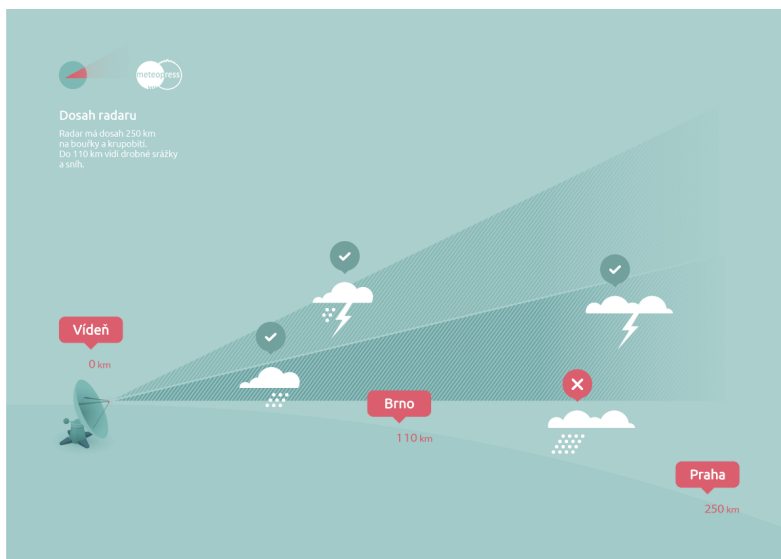 meteopress
Dosah radaru
Radar má dosah 250 km
na bouřky a krupobití.
Do 110 km vidí drobné srážky
a sníh.
Vídeň
0 km
Brno
110 km
Praha
250 km